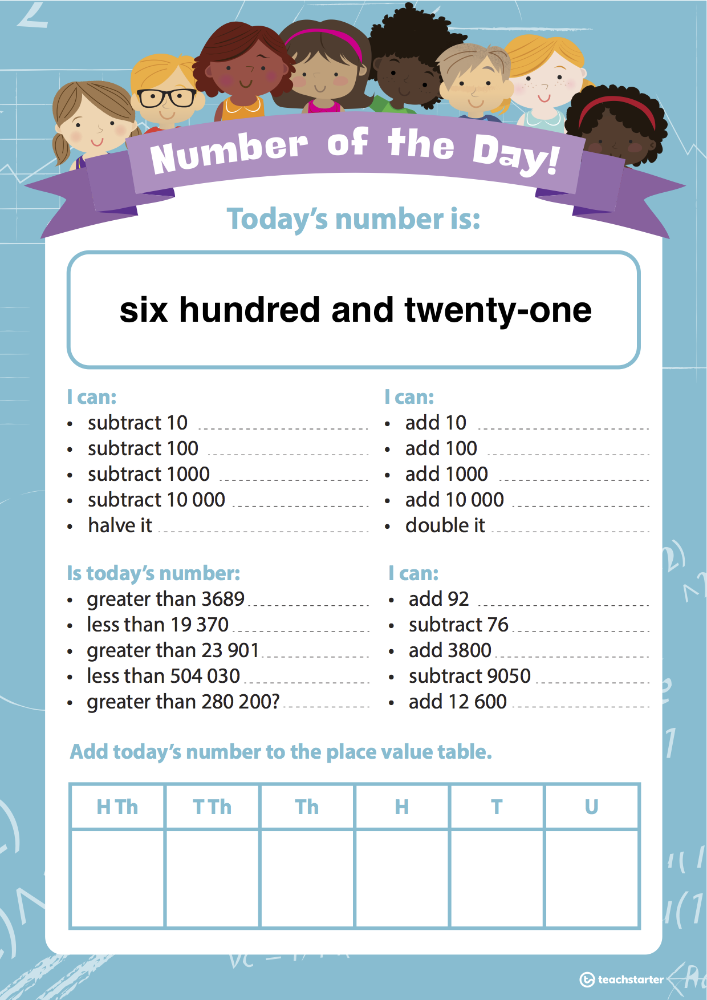 Number of the Day!
Today's number is:
six hundred and twenty-one
I can:
• subtract 10
• subtract 100
• subtract 1000
• subtract 10 000
• halve it
I can:
• add 10
• add 100
• add 1000
• add 10 000
• double it
Is today's number:
• greater than 3689
• less than 19 370
• greater than 23 901
• less than 504 030
• greater than 280 200?
I can:
• add 92
• subtract 76
• add 3800
• subtract 9050
• add 12 600
Add today's number to the place value table.
H Th T Th Th H T U
teachstarter